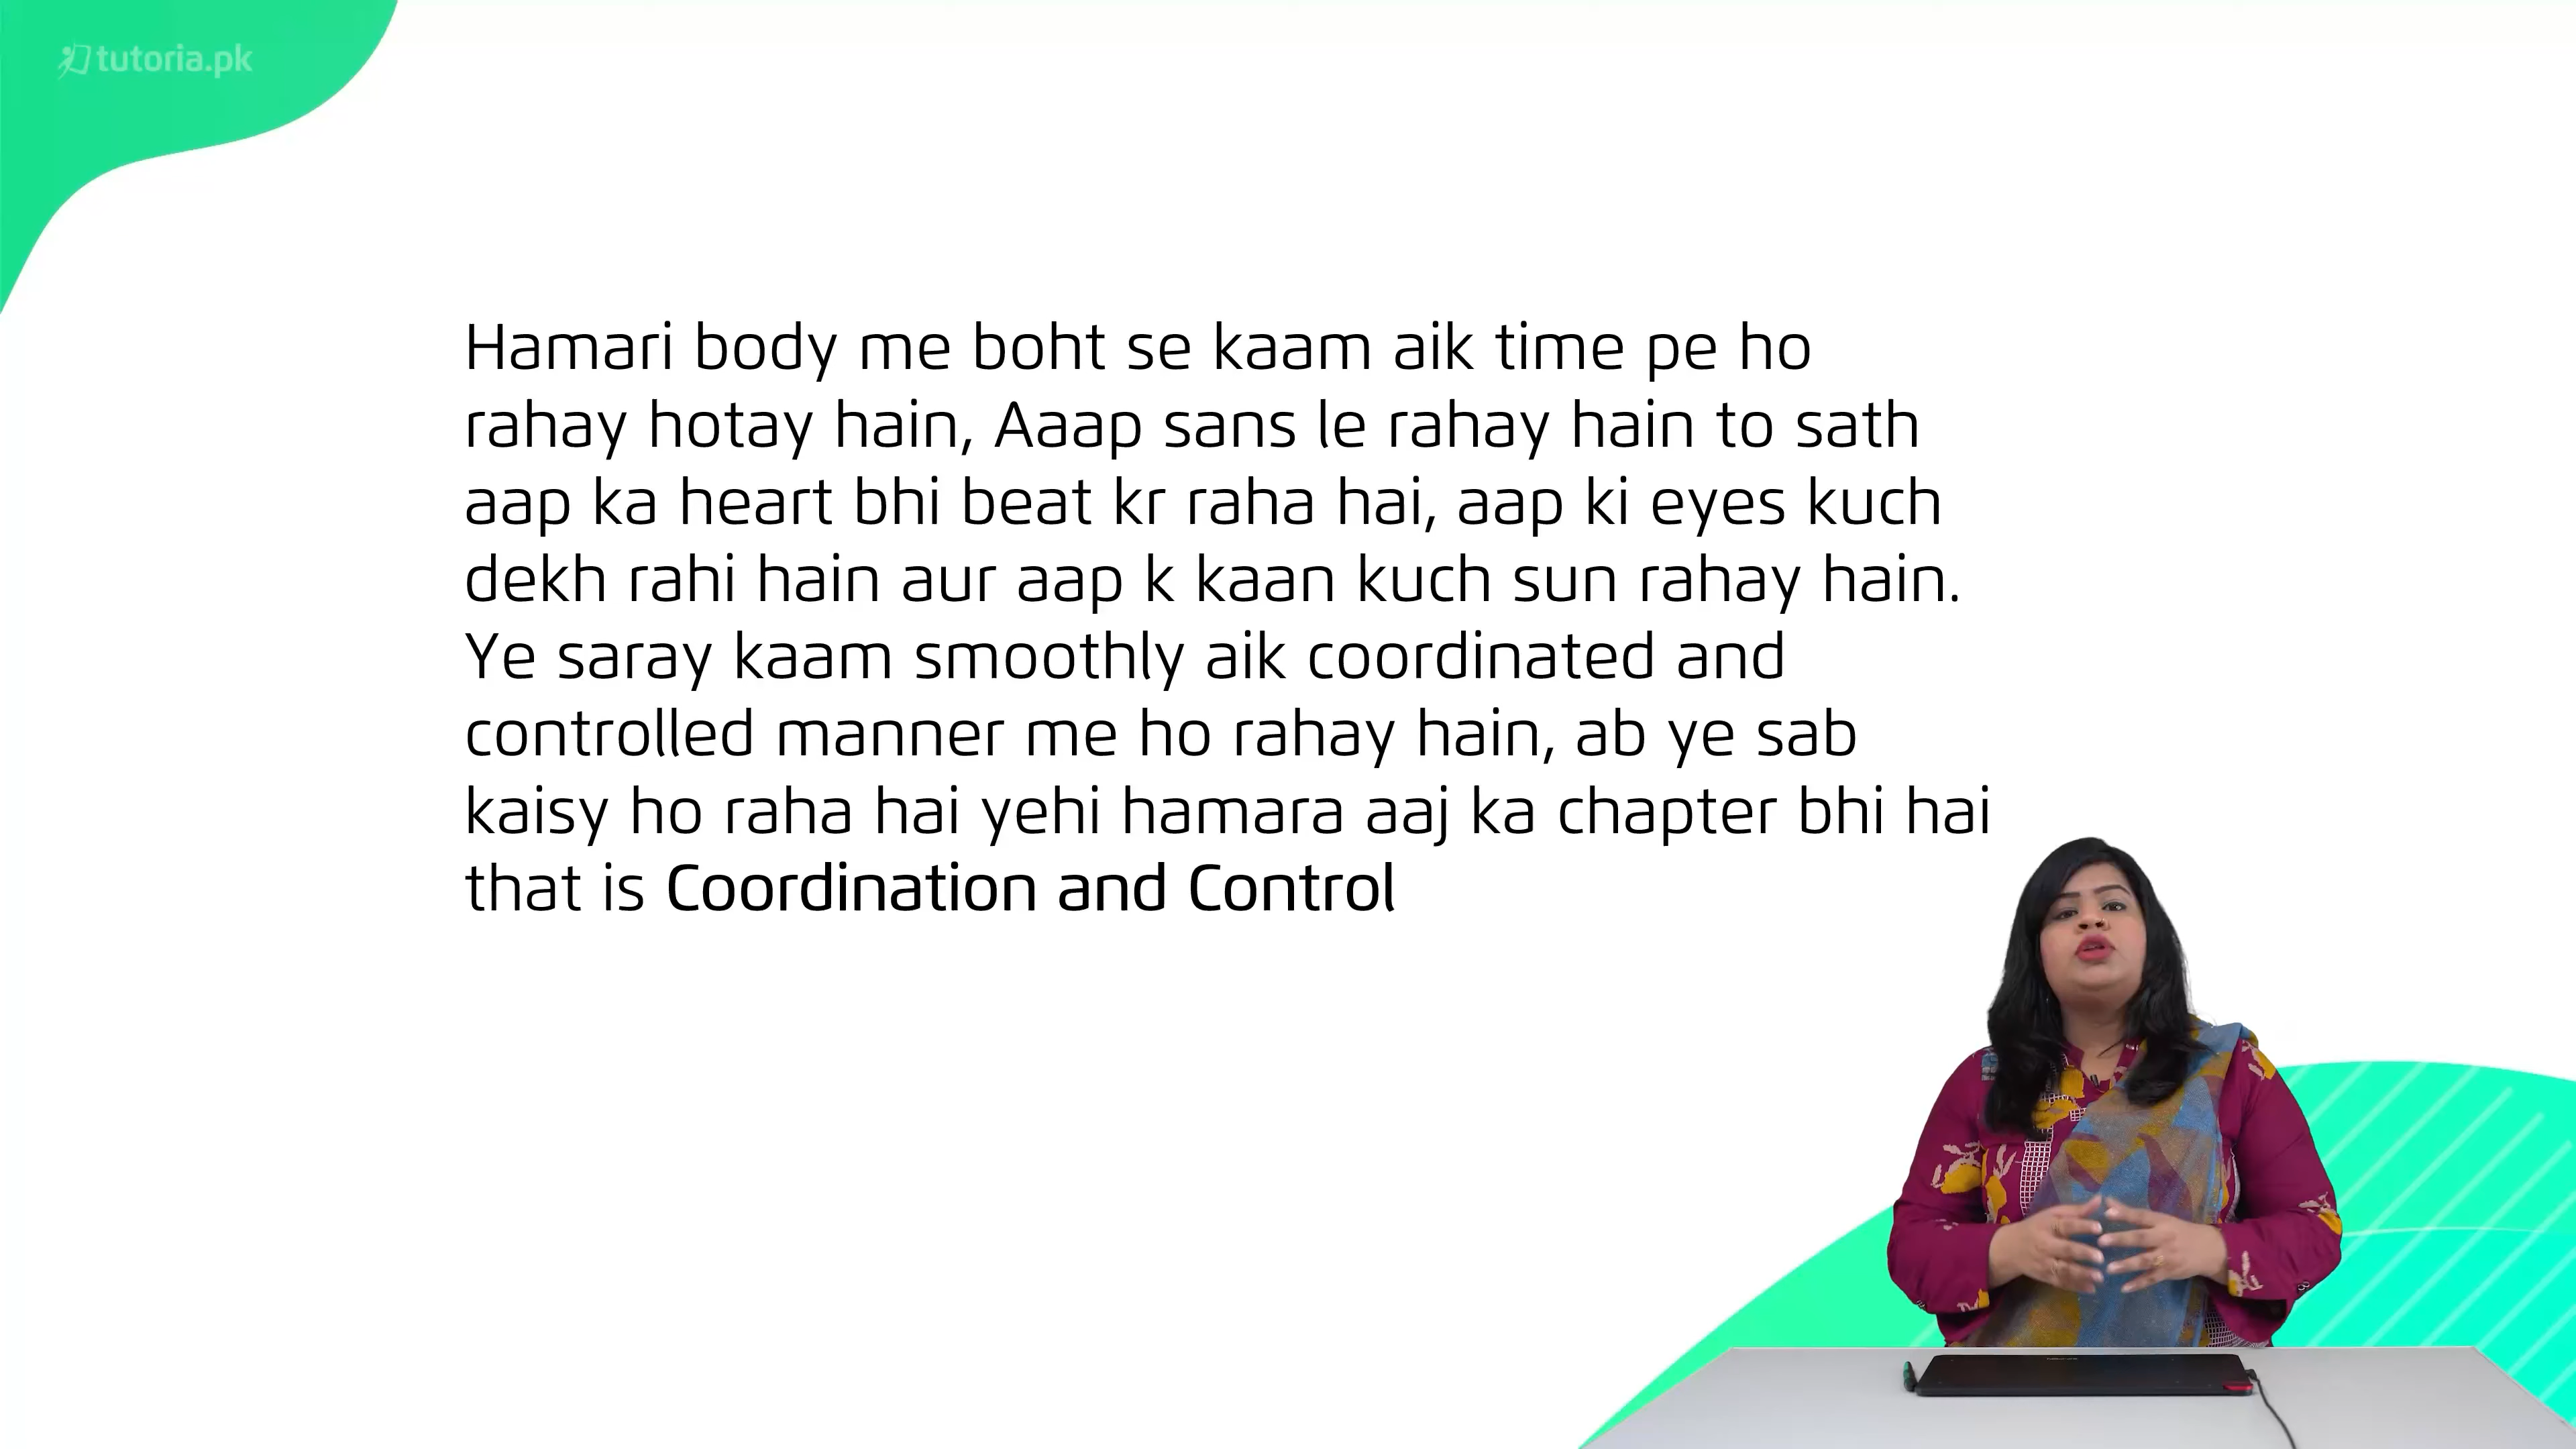 tutoria.pk
Hamari body me boht se kaam aik time pe ho
rahay hotay hain, Aaap sans le rahay hain to sath
aap ka heart bhi beat kr raha hai, aap ki eyes kuch
dekh rahi hain aur aap k kaan kuch sun rahay hain.
Ye saray kaam smoothly aik coordinated and
controlled manner me ho rahay hain, ab ye sab
kaisy ho raha hai yehi hamara aaj ka chapter bhi hai
that is Coordination and Control